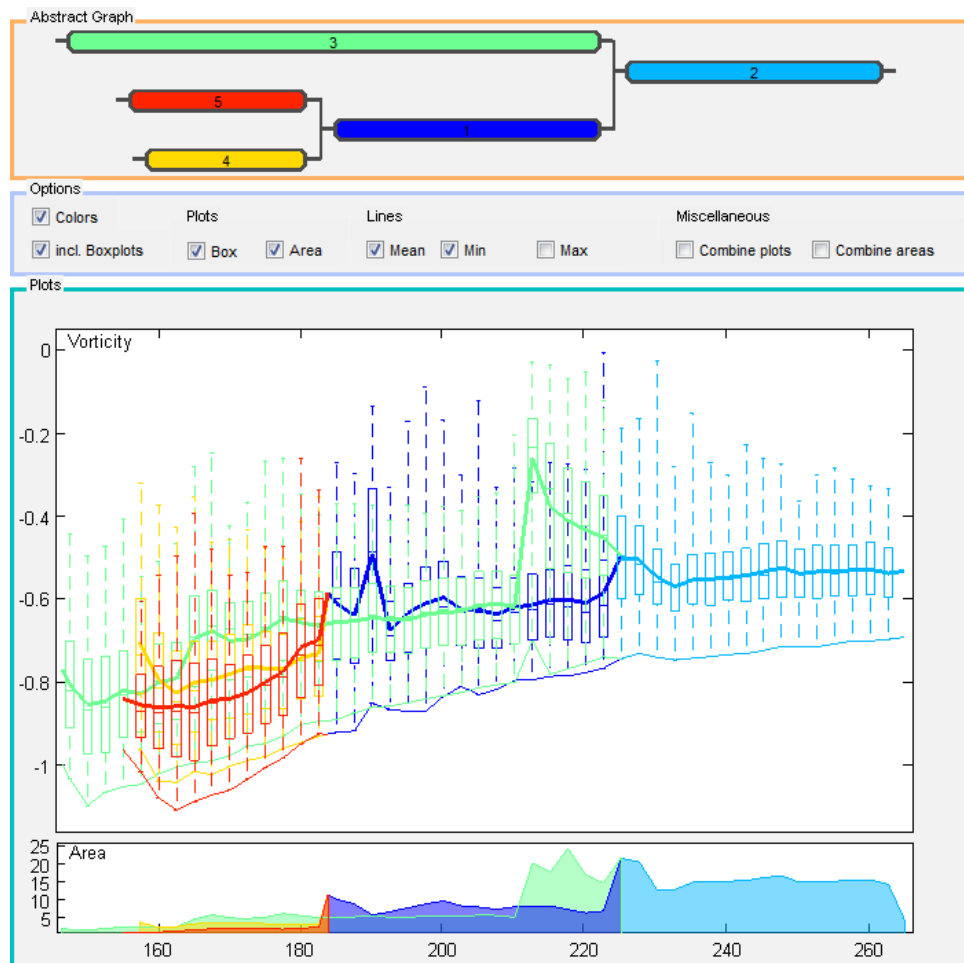 Abstract Graph
3
2
5
1
4
Options
Colors Plots Lines Miscellaneous
incl. Boxplots Box Area Mean Min Max Combine plots Combine areas
Plots
Vorticity
0
-0.2
-0.4
-0.6
-0.8
-1
Area
25
20
15
10
5
160 180 200 220 240 260